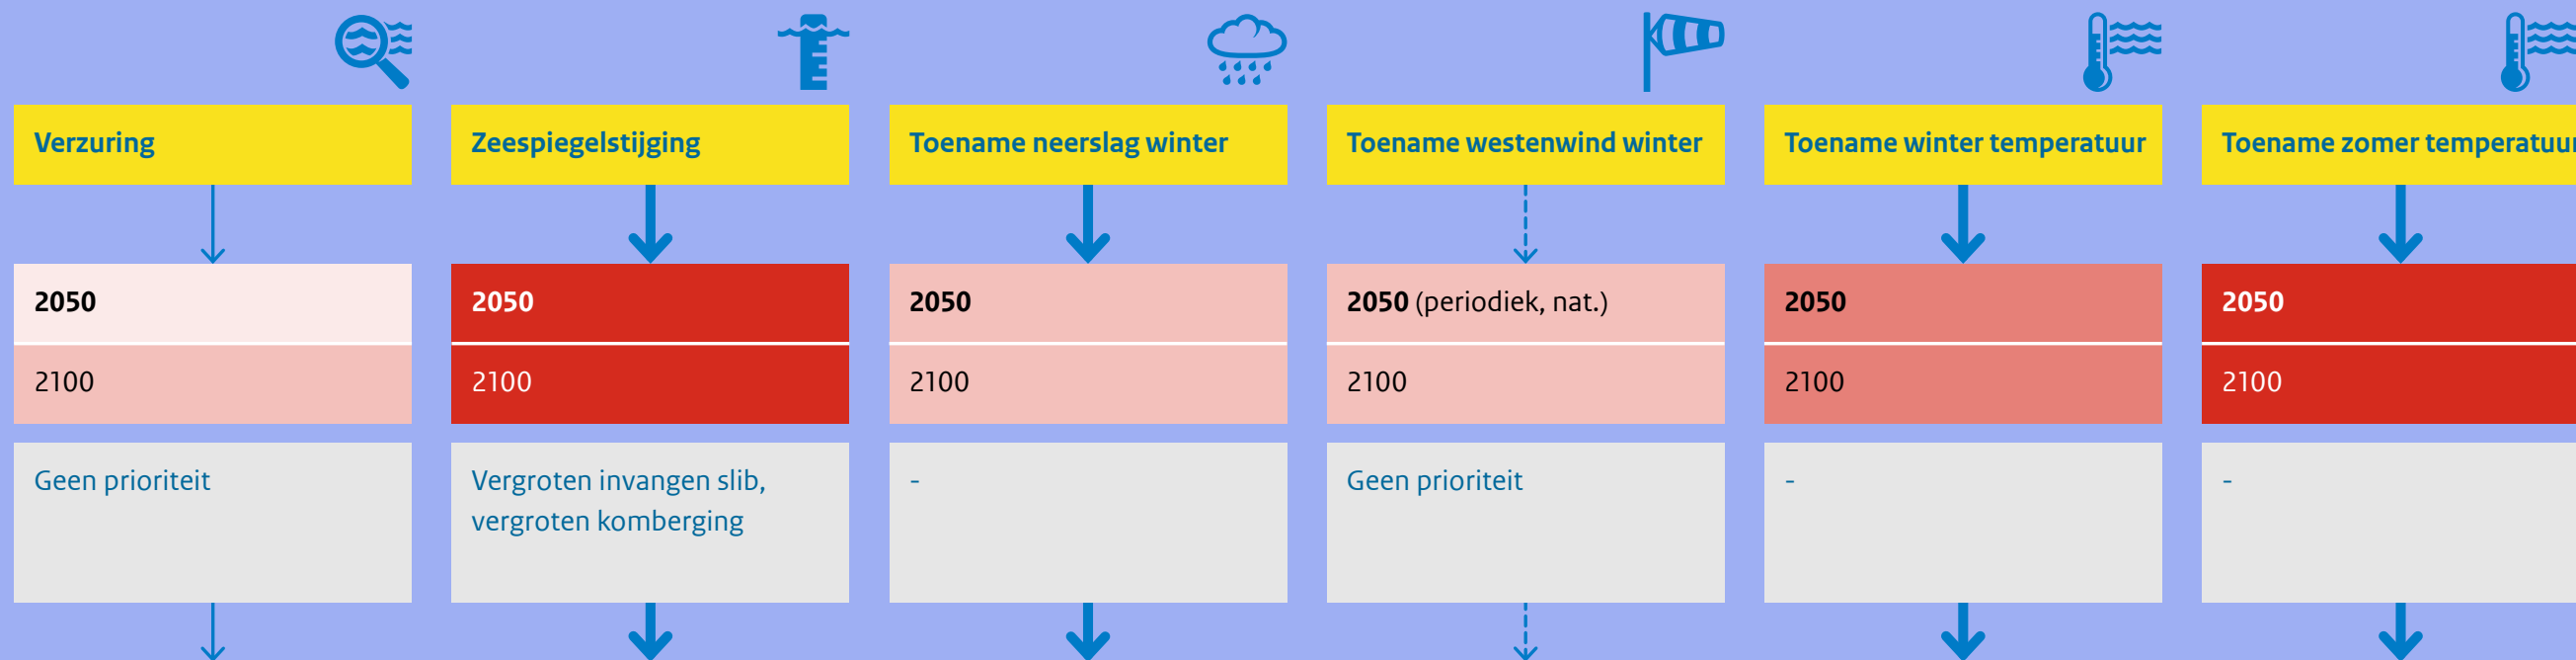 Verzuring
Zeespiegelstijging
Toename neerslag winter
Toename westenwind winter
Toename winter temperatuur
Toename zomer temperatuur
2050
2050
2050
2050 (periodiek, nat.)
2050
2050
2100
2100
2100
2100
2100
2100
Geen prioriteit
Vergroten invangen slib,
vergroten komberging
-
Geen prioriteit
-
-